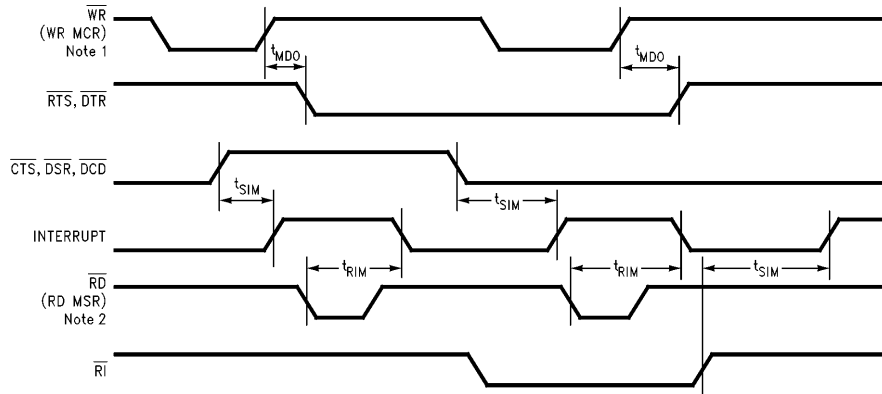 WR
(WR MCR)
Note 1
tMDO
tMDO
RTS, DTR
CTS, DSR, DCD
tSIM
tSIM
INTERRUPT
tRIM
tRIM
tSIM
RD
(RD MSR)
Note 2
RI